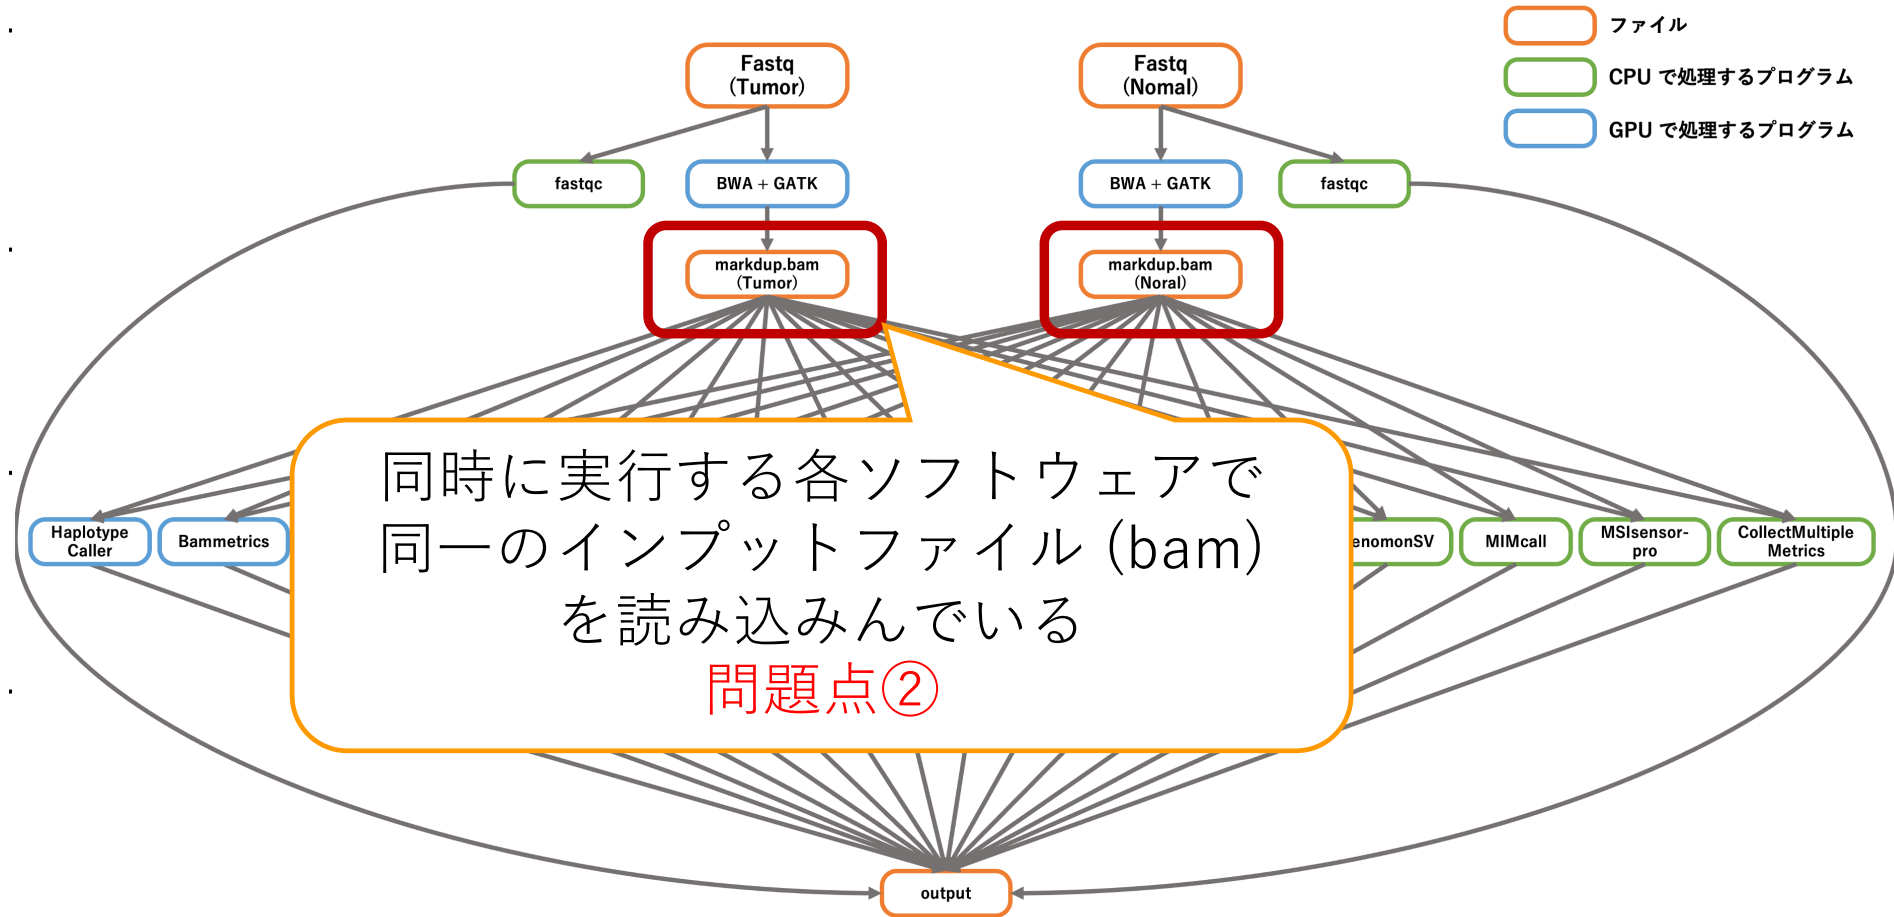 ファイル
CPU で処理するプログラム
GPU で処理するプログラム
Fastq
(Tumor)
Fastq
(Nomal)
fastqc
BWA + GATK
BWA + GATK
fastqc
markdup.bam
(Tumor)
markdup.bam
(Noral)
同時に実行する各ソフトウェアで
同一のインプットファイル (bam)
を読み込みんでいる
問題点②
Haplotype
Caller
Bammetrics
enomonSV
MIMcall
MSIsensor-
pro
CollectMultiple
Metrics
output